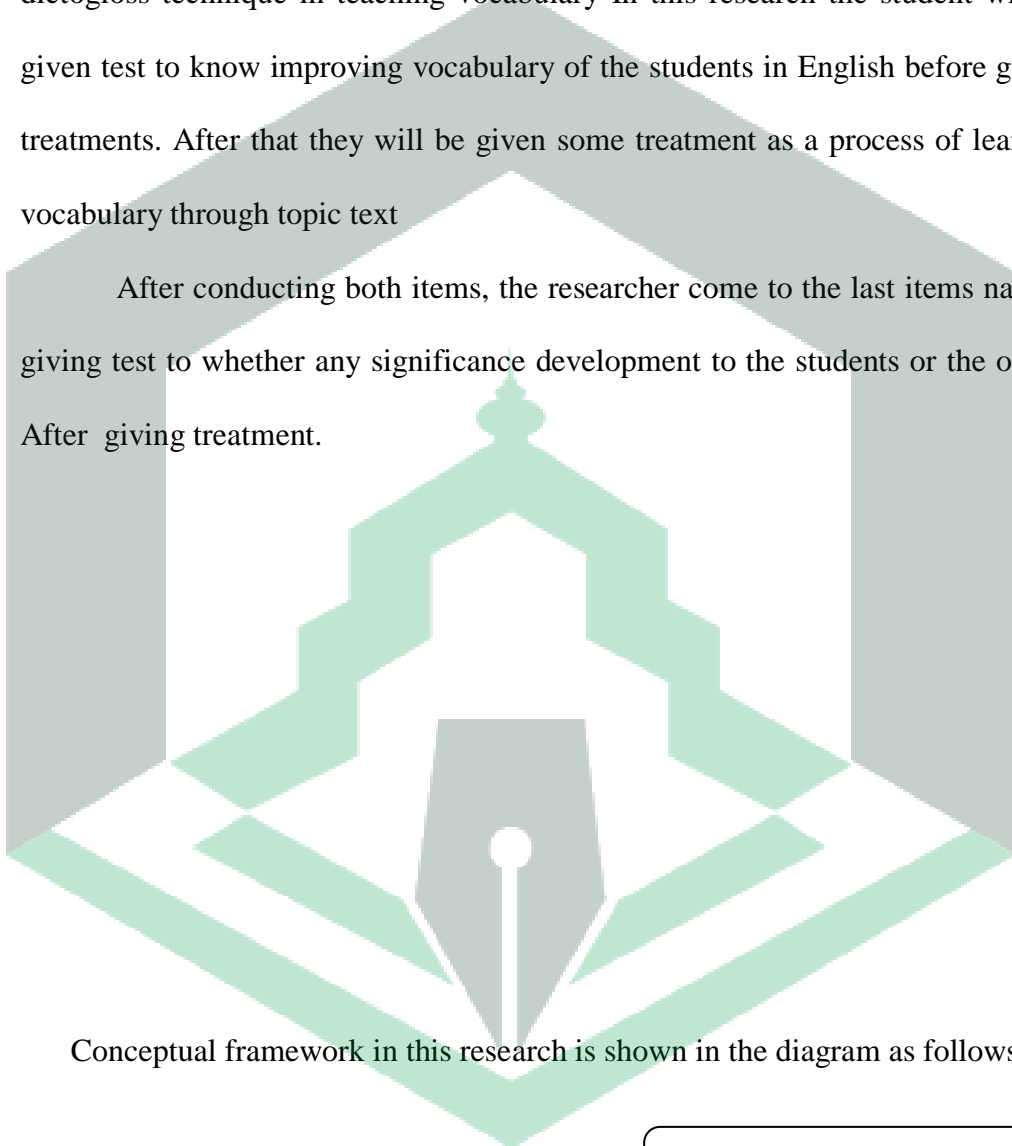 dictogloss technique in teaching vocabulary In this research the student
given test to know improving vocabulary of the students in English before
treatments. After that they will be given some treatment as a process of
vocabulary through topic text
After conducting both items, the researcher come to the last items
giving test to whether any significance development to the students or the
After giving treatment.
Conceptual framework in this research is shown in the diagram as follows